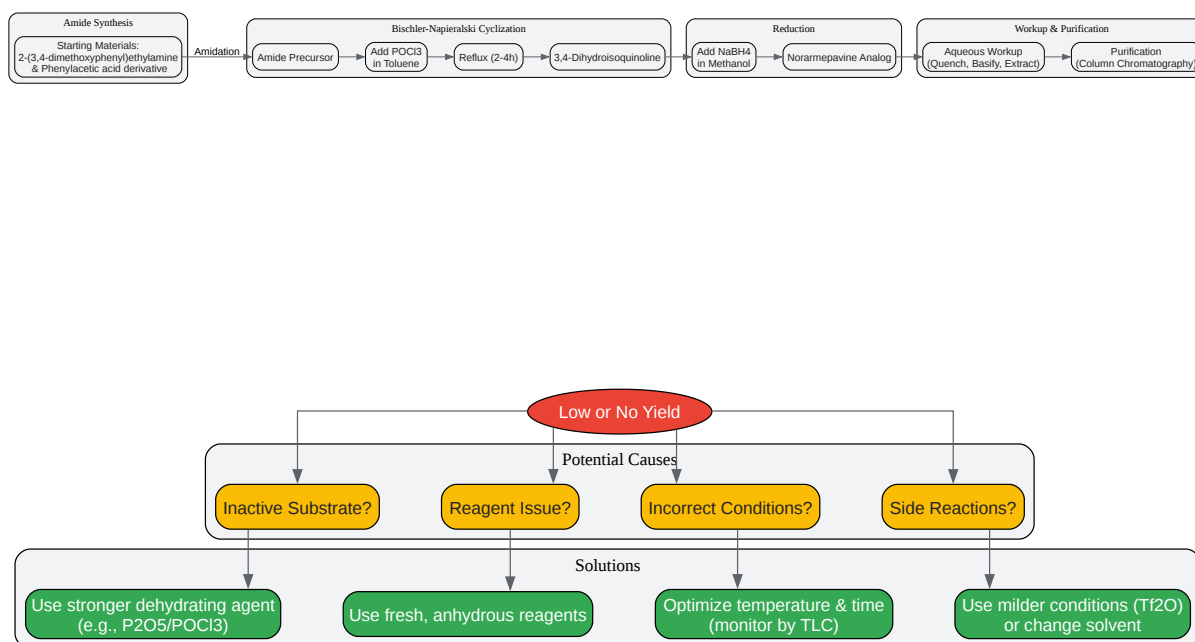 Amide Synthesis
Starting Materials:
2-(3,4-dimethoxyphenyl)ethylamine
& Phenylacetic acid derivative
Amidation
Bischler-Napieralski Cyclization
Amide Precursor
Add POCl3
in Toluene
Reflux (2-4h)
3,4-Dihydroisoquinoline
Reduction
Add NaBH4
in Methanol
Norarmepavine Analog
Workup & Purification
Aqueous Workup
(Quench, Basify, Extract)
Purification
(Column Chromatography)
Low or No Yield
Potential Causes
Inactive Substrate?
Reagent Issue?
Incorrect Conditions?
Side Reactions?
Solutions
Use stronger dehydrating agent
(e.g., P2O5/POCl3)
Use fresh, anhydrous reagents
Optimize temperature & time
(monitor by TLC)
Use milder conditions (Tf2O)
or change solvent